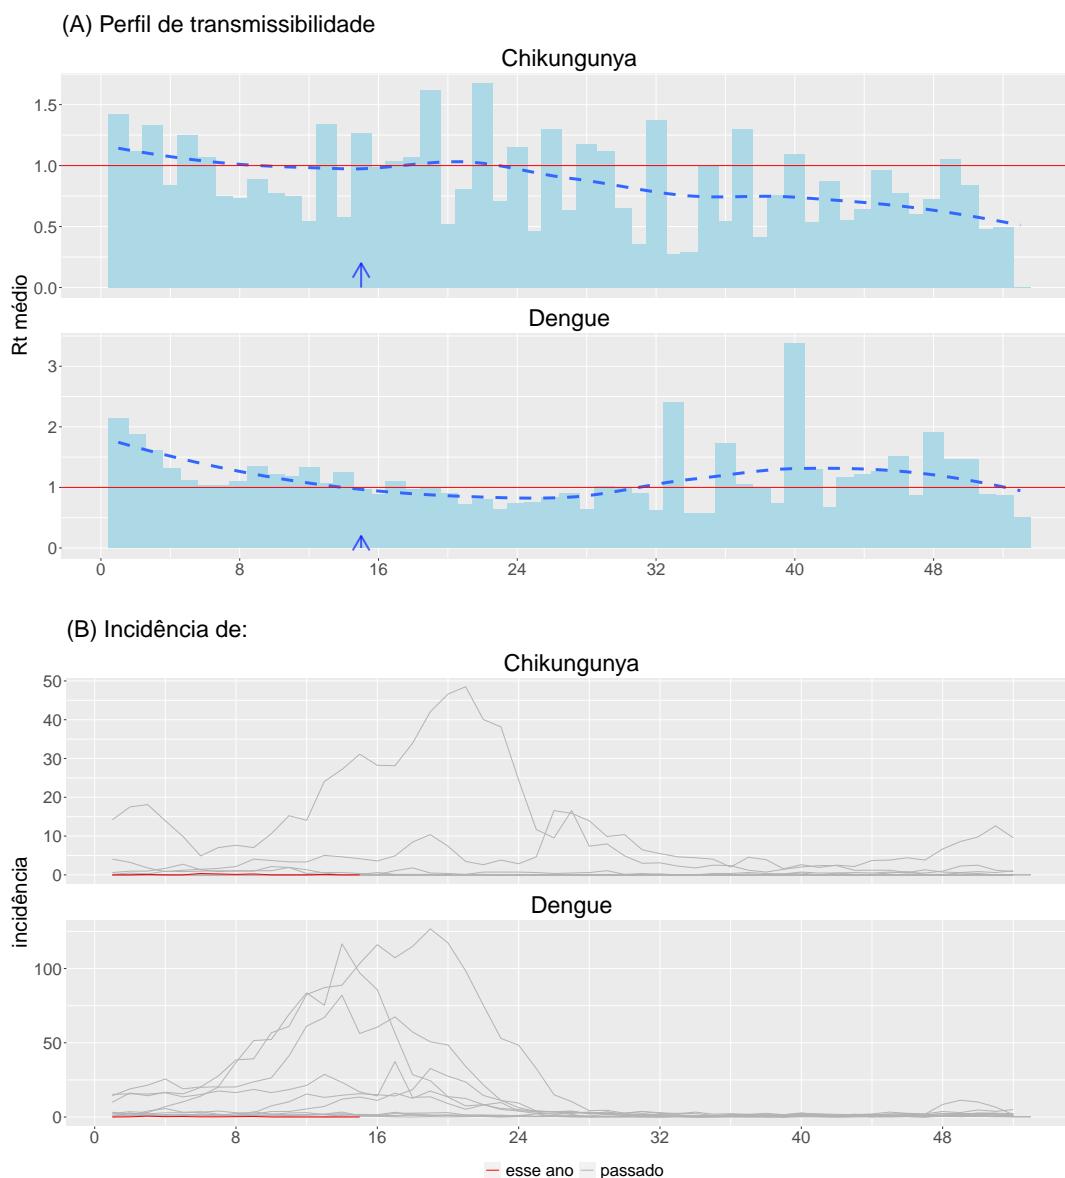 (A) Perfil de transmissibilidade
Chikungunya
1.5
1.0
0.5
0.0
Rt médio
Dengue
3
2
1
0
0 8 16 24 32 40 48
(B) Incidência de:
Chikungunya
50
40
30
20
10
0
incidência
Dengue
100
50
0
0 8 16 24 32 40 48
esse ano passado